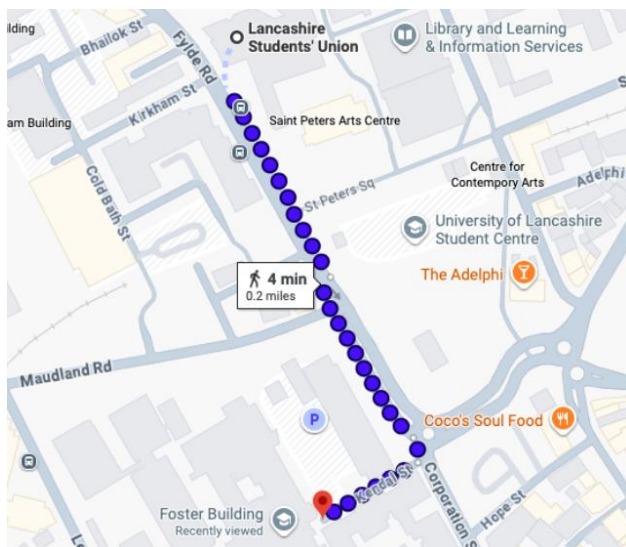 ilding
Bhailok St
Fylde Rd
Lancashire
Students' Union
Library and Learning
& Information Services
Kirkham St
am Building
Saint Peters Arts Centre
S
Cold Bath St
Centre for
Contempory Arts
Adelphi
St Peters Sq
University of Lancashire
Student Centre
4 min
0.2 miles
The Adelphi
Maudland Rd
P
Coco's Soul Food
Kendal St
Corporation S
Hope St
Foster Building
Recently viewed
Le